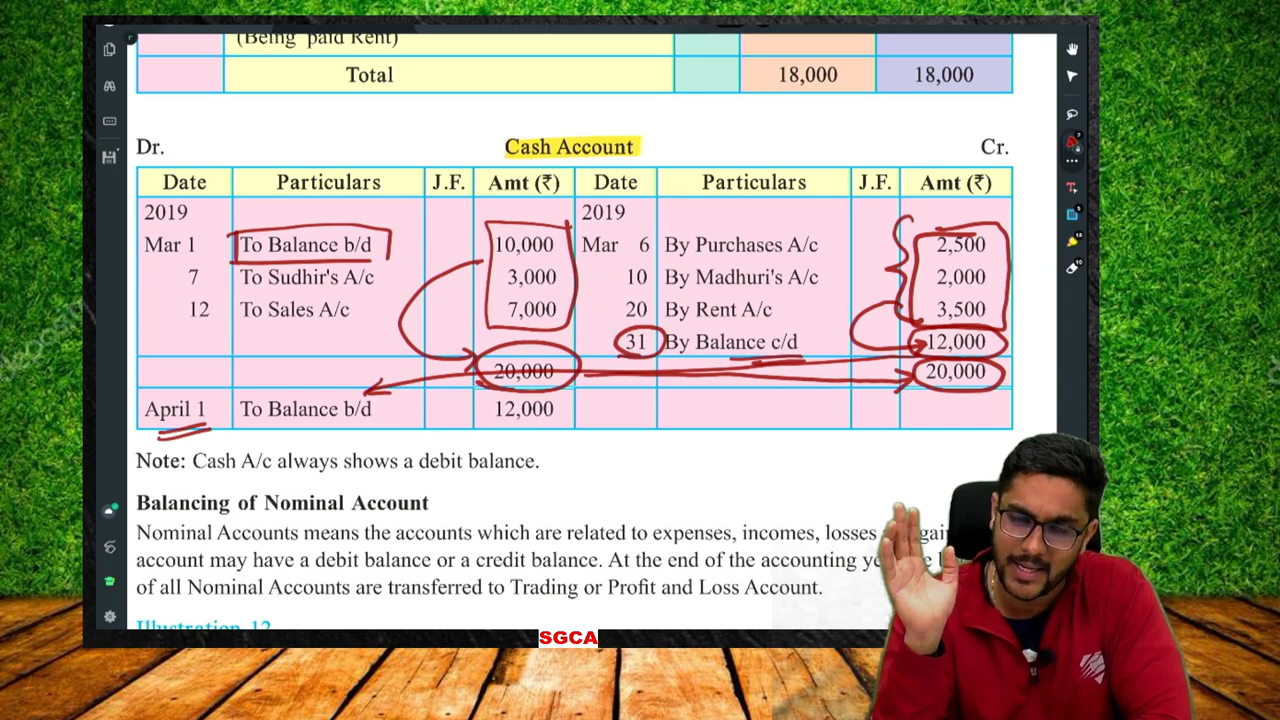 (Being paid Rent)
Total 18,000 18,000
Dr. Cash Account Cr.
Date Particulars J.F. Amt (₹) Date Particulars J.F. Amt (₹)
2019 2019
Mar 1 To Balance b/d 10,000 Mar 6 By Purchases A/c 2,500
7 To Sudhir's A/c 3,000 10 By Madhuri's A/c 2,000
12 To Sales A/c 7,000 20 By Rent A/c 3,500
31 By Balance c/d 12,000
20,000 20,000
April 1 To Balance b/d 12,000
Note: Cash A/c always shows a debit balance.
Balancing of Nominal Account
Nominal Accounts means the accounts which are related to expenses, incomes, losses
account may have a debit balance or a credit balance. At the end of the accounting
of all Nominal Accounts are transferred to Trading or Profit and Loss Account.
Illustration 12
SGCA